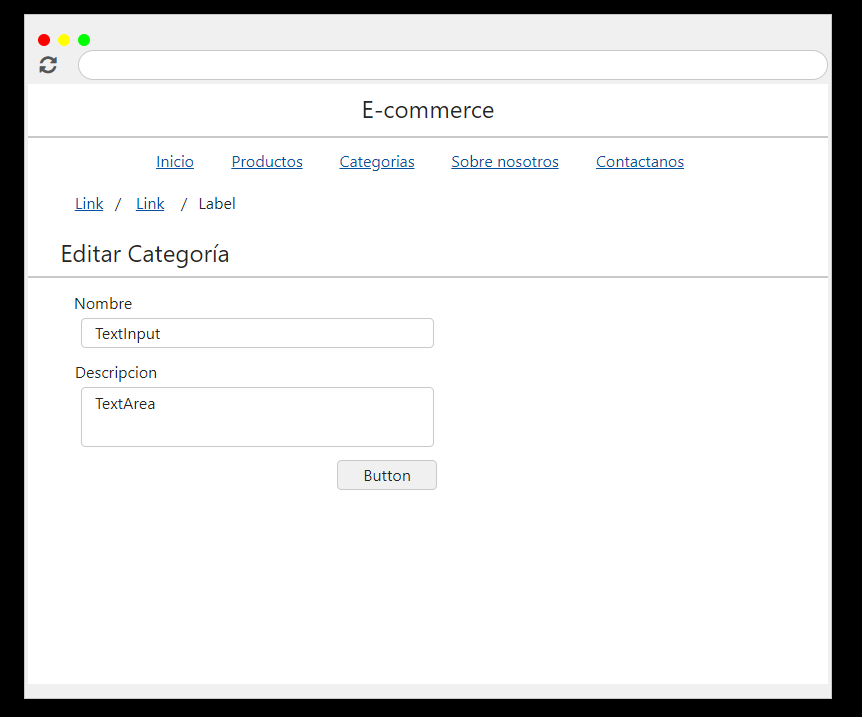 E-commerce
Inicio Productos Categorias Sobre nosotros Contactanos
Link / Link / Label
Editar Categoría
Nombre
TextInput
Descripcion
TextArea
Button